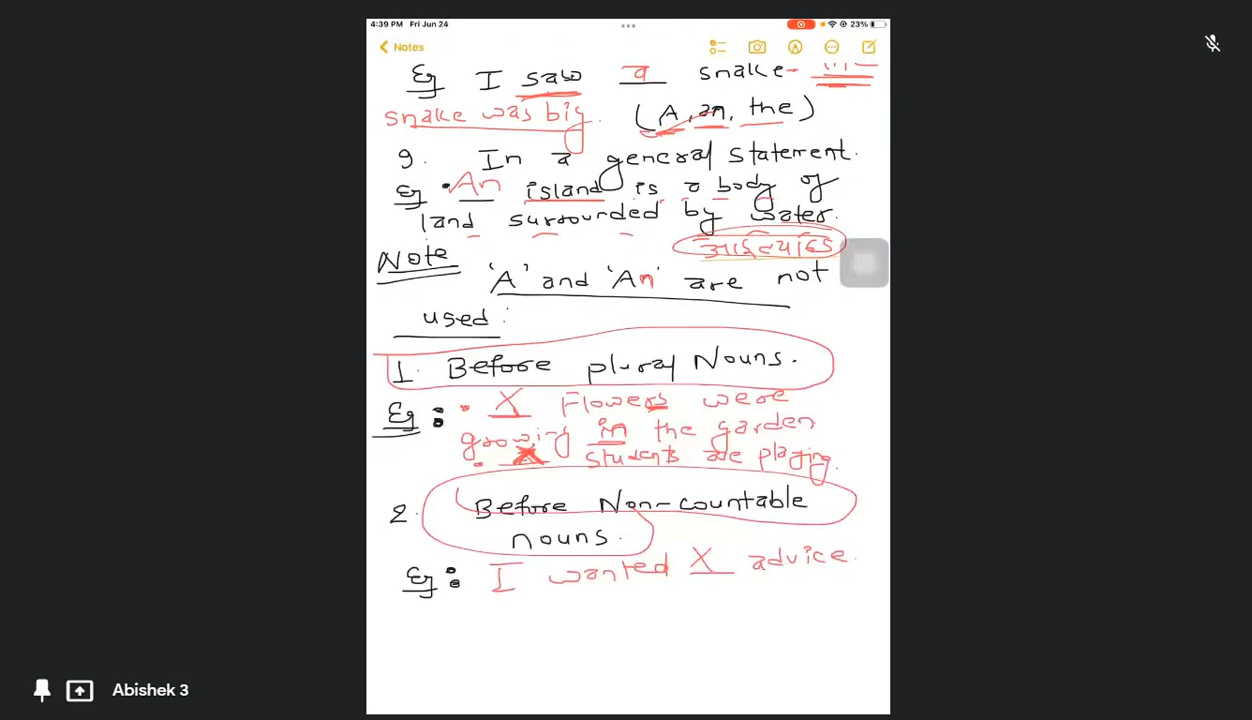 4:39 PM Fri Jun 24
23%
Notes
Eg I saw a snake-
snake was big. (A, an, the)
9. In a general statement.
Eg • An island is a body of
land surrounded by water.
Note
'A' and 'An' are not
used:
1. Before plural Nouns.
Eg: • X Flowers were
growing in the garden
• X students are playing.
2. Before Non-countable
nouns.
Eg: I wanted X advice.
Abishek 3